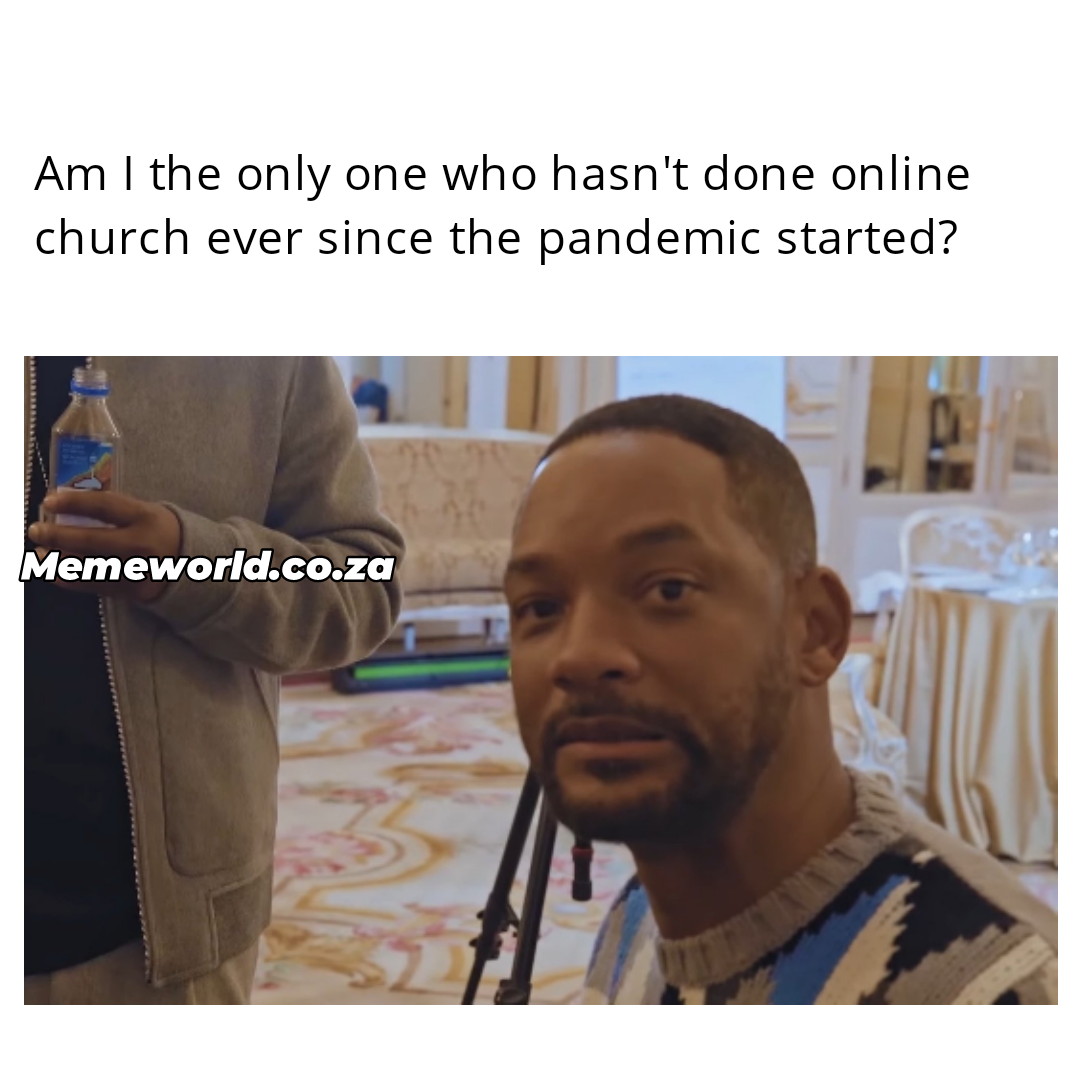 Am I the only one who hasn't done online
church ever since the pandemic started?
Memeworld.co.za